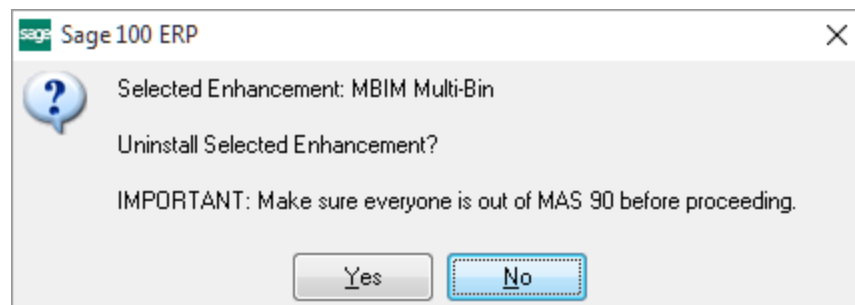 sage Sage 100 ERP
Selected Enhancement: MBIM Multi-Bin
Uninstall Selected Enhancement?
IMPORTANT: Make sure everyone is out of MAS 90 before proceeding.
Yes No